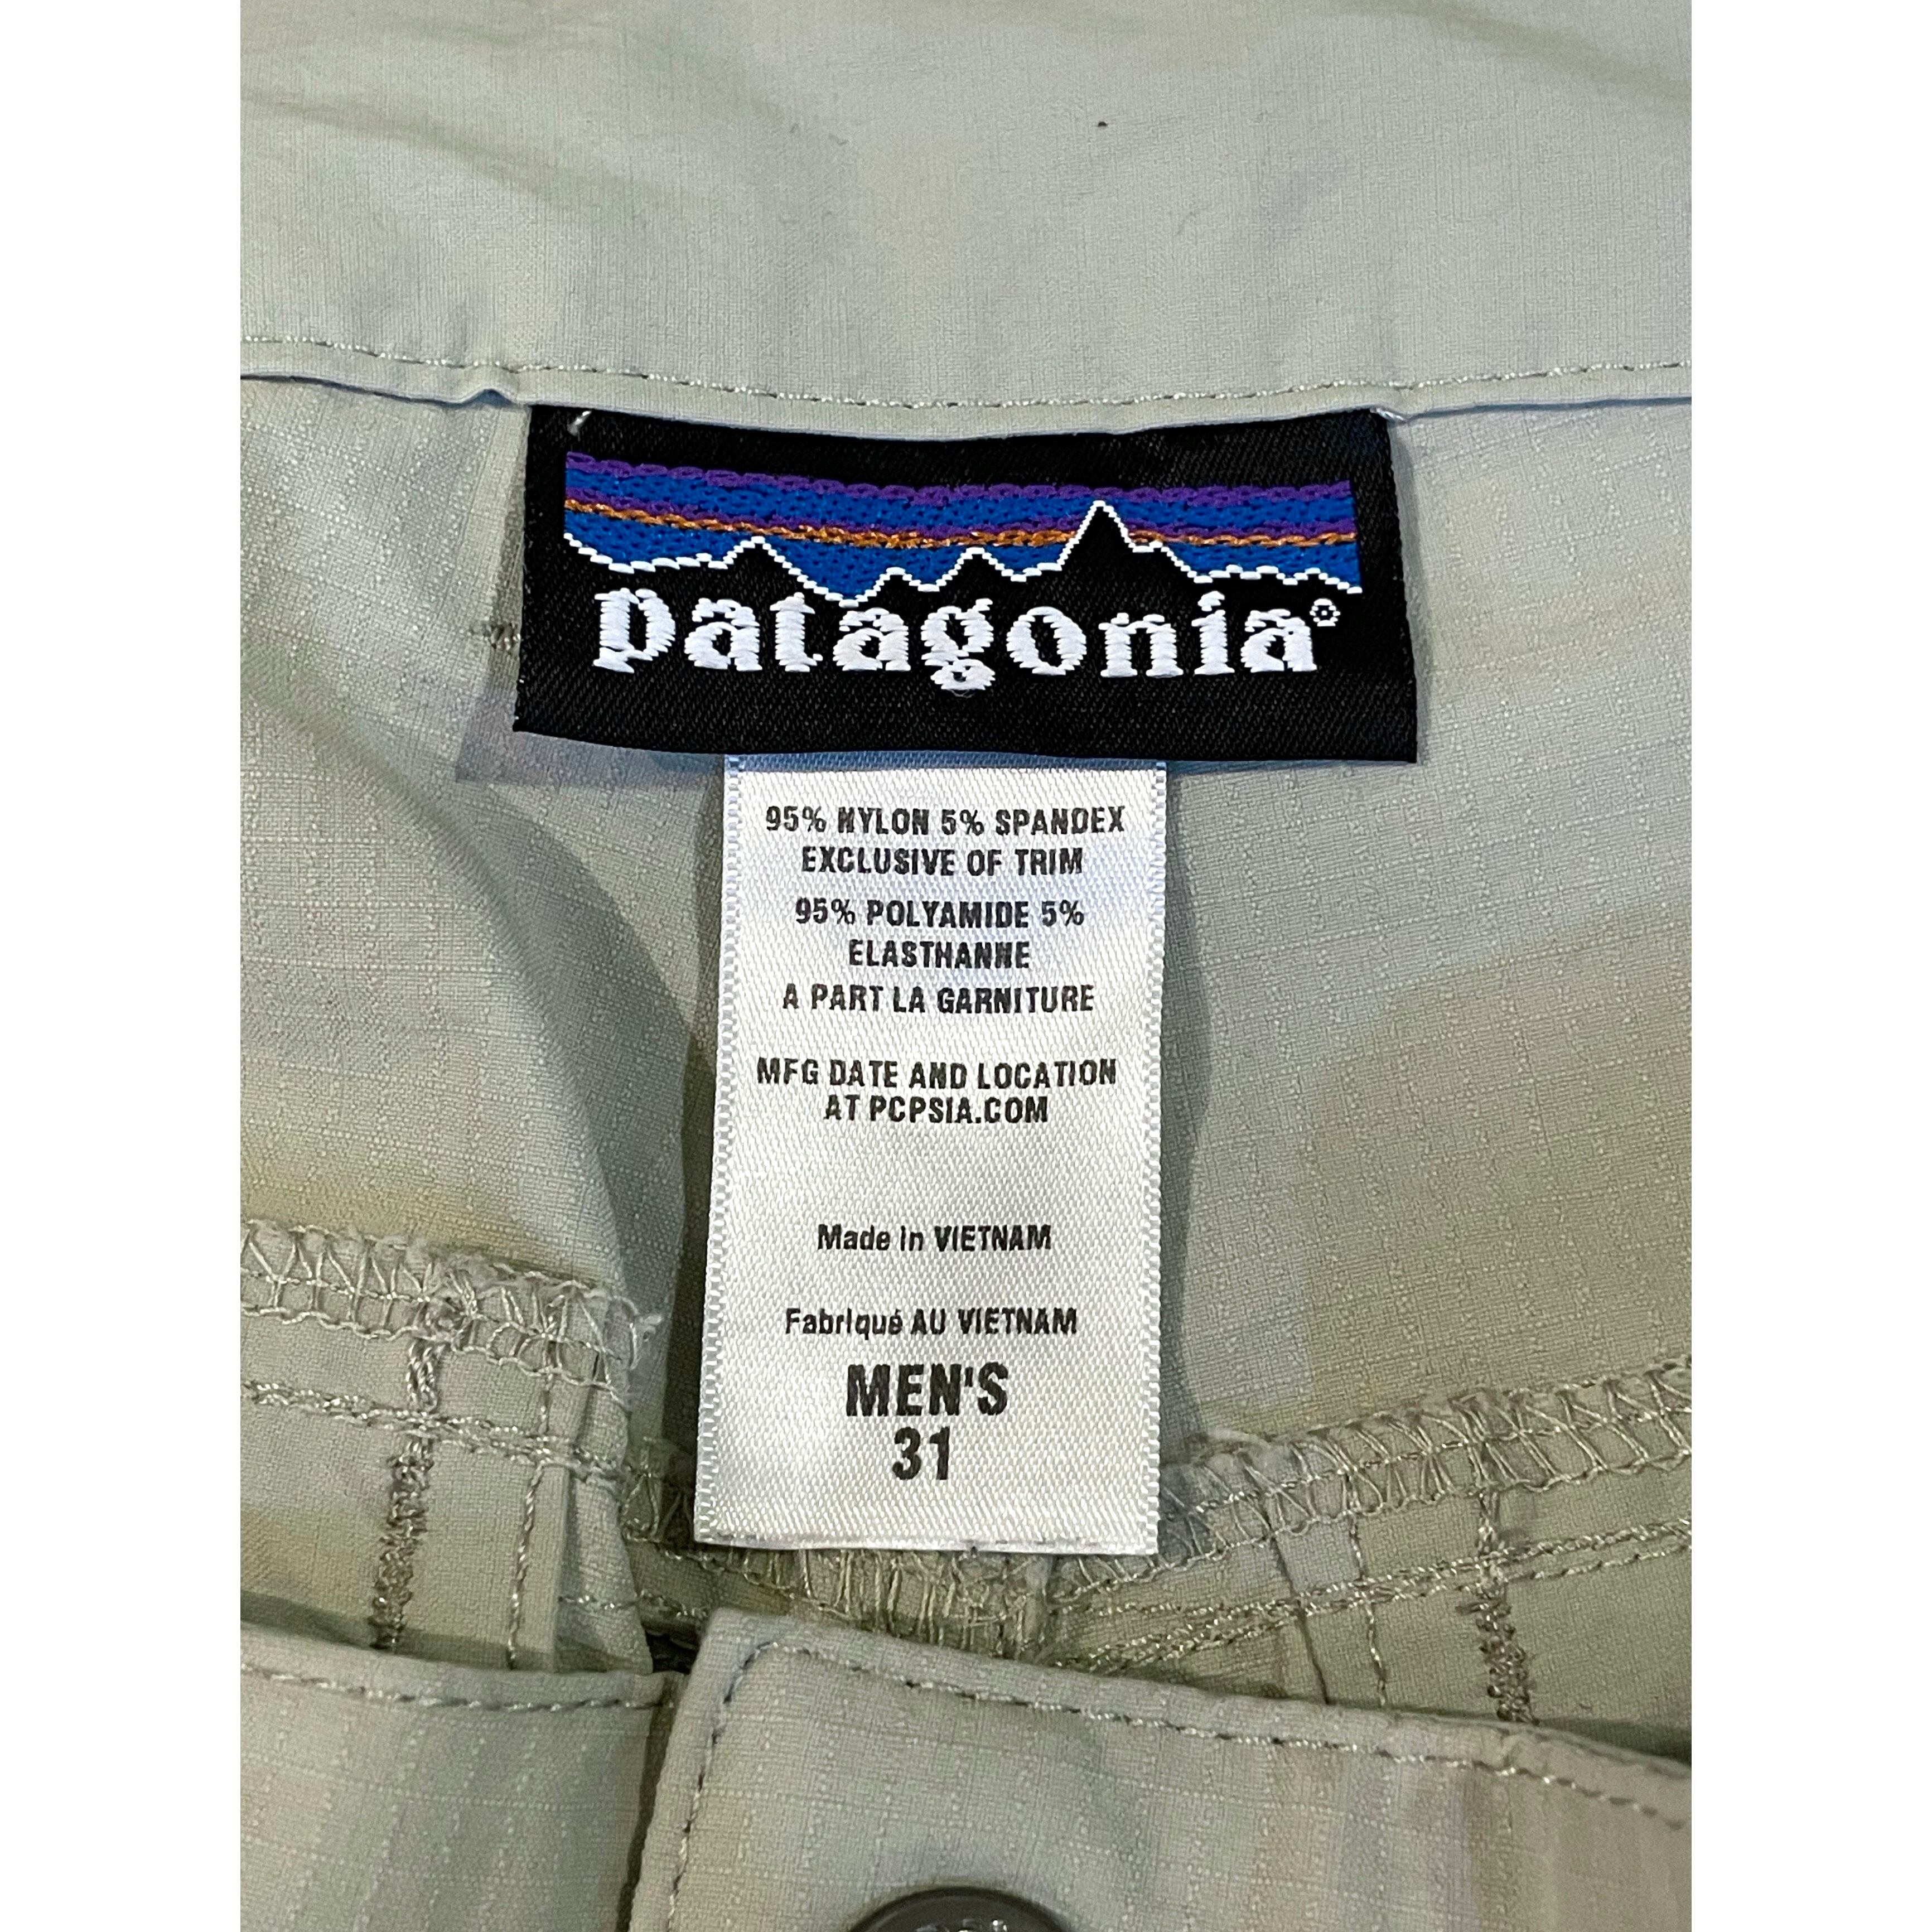 patagonia®
95% NYLON 5% SPANDEX
EXCLUSIVE OF TRIM
95% POLYAMIDE 5%
ELASTHANNE
A PART LA GARNITURE
MFG DATE AND LOCATION
AT PCPSIA.COM
Made in VIETNAM
Fabriqué AU VIETNAM
MEN'S
31